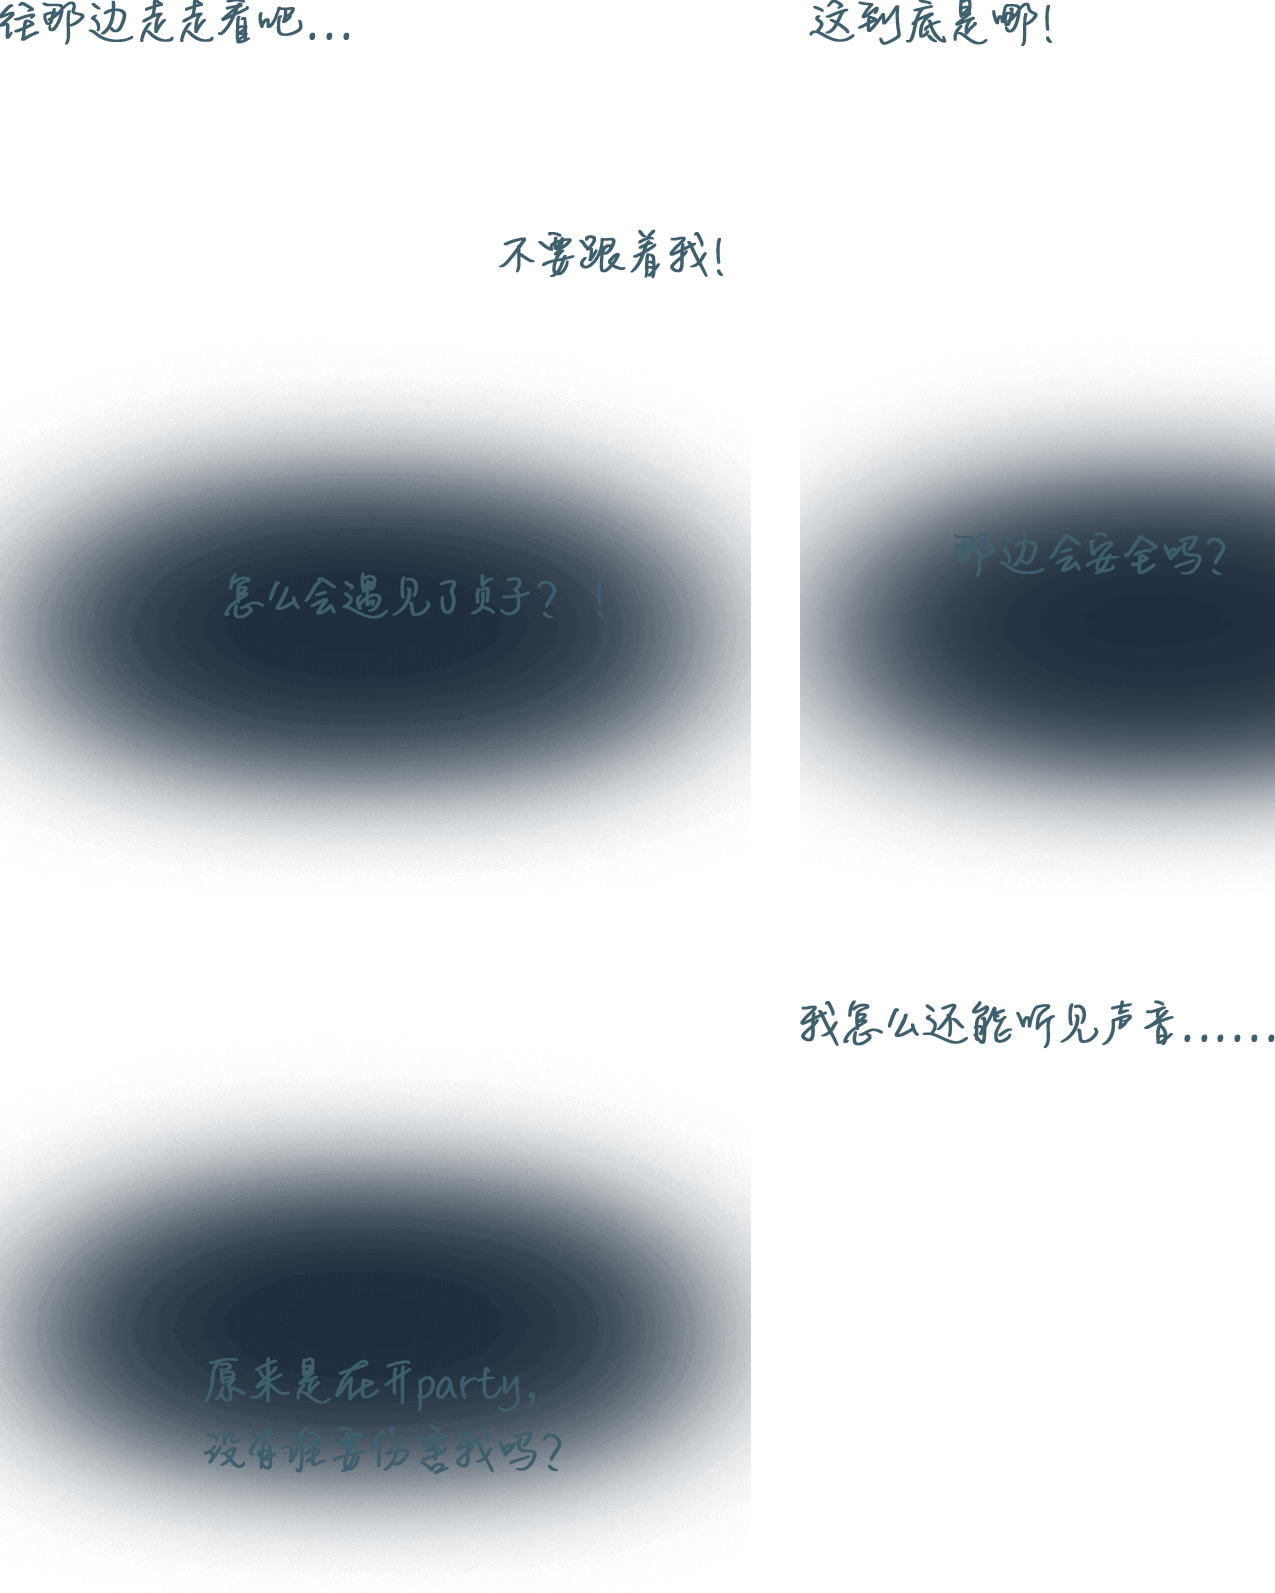 往那边走走看吧...
这到底是哪！
不要跟着我！
怎么会遇见了贞子？！
那边会安全吗？
我怎么还能听见声音......
原来是在开party，
没有谁要伤害我吗？